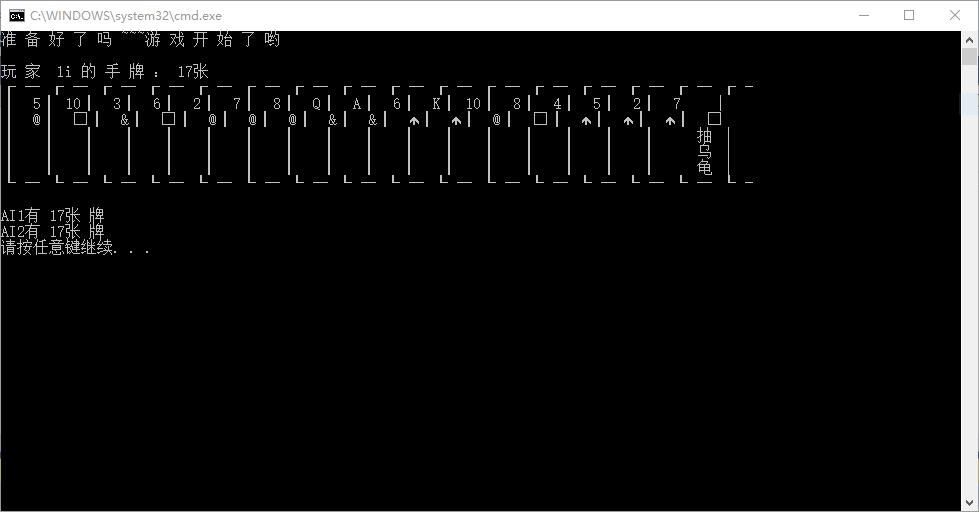 C:\WINDOWS\system32\cmd.exe
准 备 好 了 吗 ~~~游 戏 开 始 了 哟
玩 家 li 的 手 牌 : 17张
5 10 3 6 2 7 8 Q A 6 K 10 8 4 5 2 7
@ □ & □ @ @ @ & & ♠ ♠ @ □ ♠ ♠ ♠ □
抽
乌
龟
AI1有 17张 牌
AI2有 17张 牌
请按任意键继续. . .